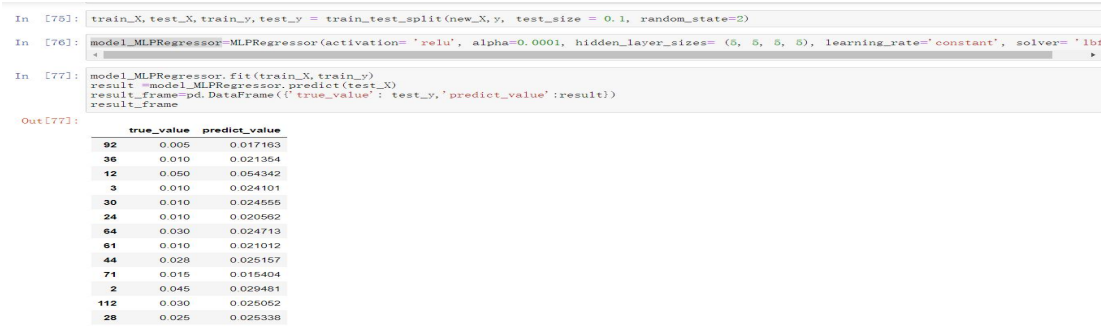 In [75]: train_X, test_X, train_y, test_y = train_test_split(new_X, y, test_size = 0.1, random_state=2)
In [76]: model_MLPRegressor=MLPRegressor(activation= 'relu', alpha=0.0001, hidden_layer_sizes= (5, 5, 5, 5), learning_rate='constant', solver= 'lbf
In [77]: model_MLPRegressor.fit(train_X, train_y)
result =model_MLPRegressor.predict(test_X)
result_frame=pd.DataFrame({'true_value': test_y,'predict_value':result})
result_frame
Out[77]:
true_value predict_value
92 0.005 0.017163
36 0.010 0.021354
12 0.050 0.054342
3 0.010 0.024101
30 0.010 0.024555
24 0.010 0.020562
64 0.030 0.024713
61 0.010 0.021012
44 0.028 0.025157
71 0.015 0.015404
2 0.045 0.029481
112 0.030 0.025052
28 0.025 0.025338